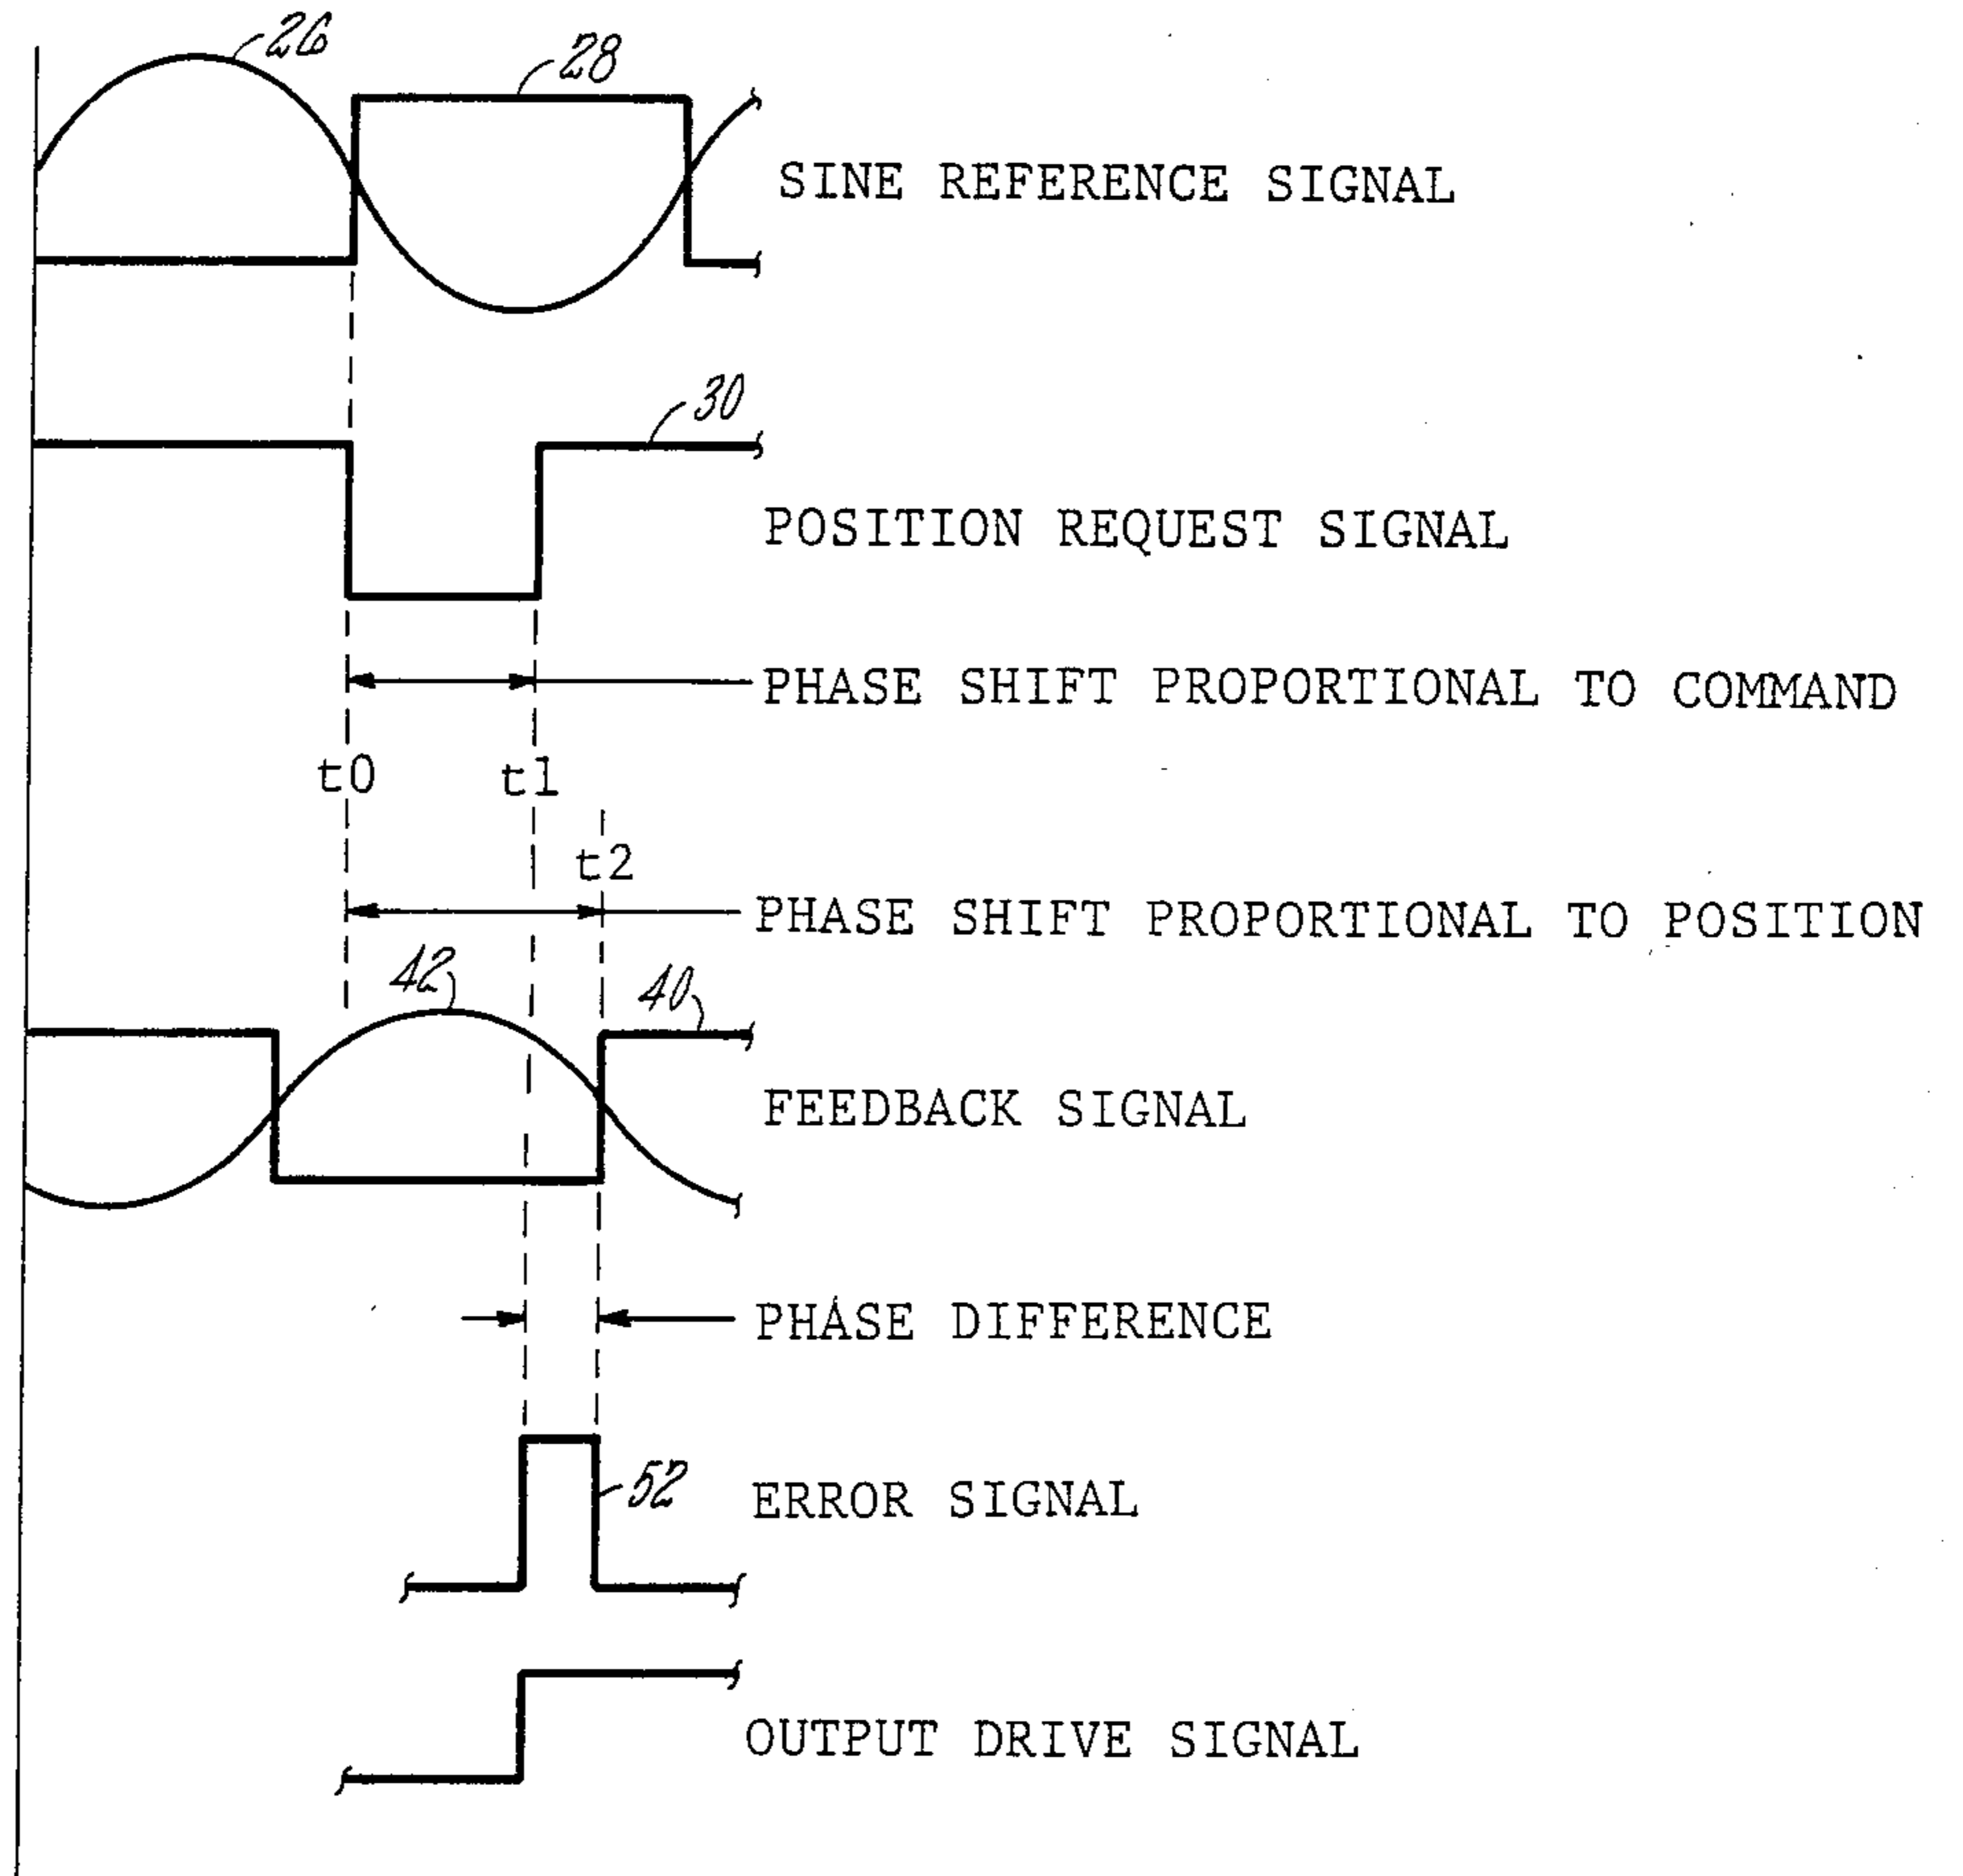 26
28
SINE REFERENCE SIGNAL
30
POSITION REQUEST SIGNAL
PHASE SHIFT PROPORTIONAL TO COMMAND
t0 t1
t2
PHASE SHIFT PROPORTIONAL TO POSITION
42 40
FEEDBACK SIGNAL
PHASE DIFFERENCE
52 ERROR SIGNAL
OUTPUT DRIVE SIGNAL